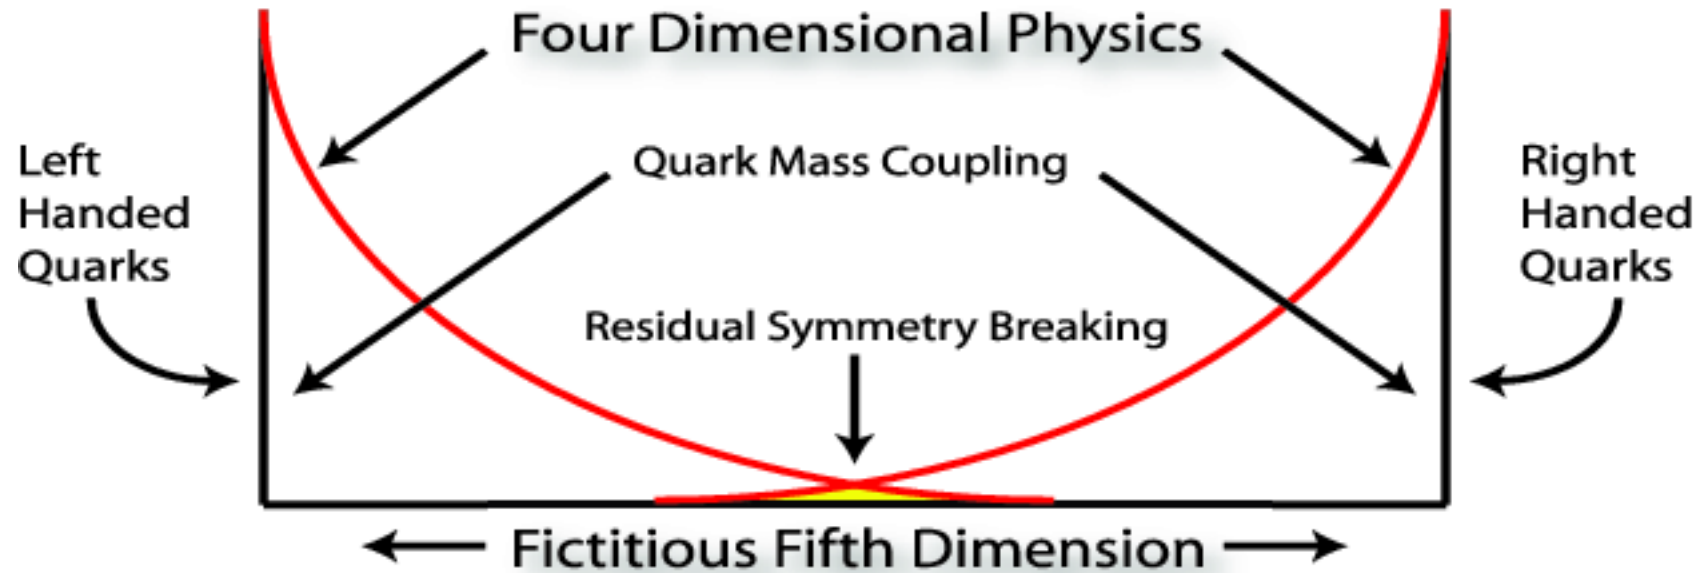 Four Dimensional Physics
Left
Handed
Quarks
Quark Mass Coupling
Right
Handed
Quarks
Residual Symmetry Breaking
Fictitious Fifth Dimension